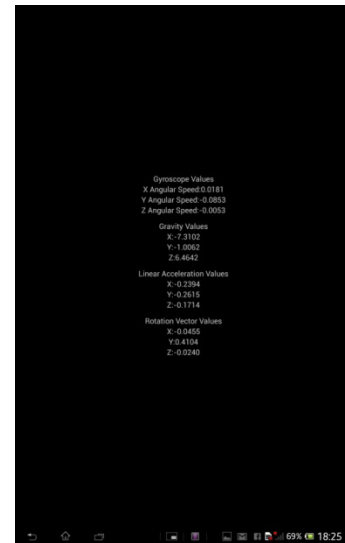 Gyroscope Values
X Angular Speed:0.0181
Y Angular Speed:-0.0853
Z Angular Speed:-0.0053
Gravity Values
X:-7.3102
Y:-1.0062
Z:6.4642
Linear Acceleration Values
X:-0.2394
Y:-0.2615
Z:-0.1714
Rotation Vector Values
X:-0.0455
Y:0.4104
Z:-0.0240
69% 18:25